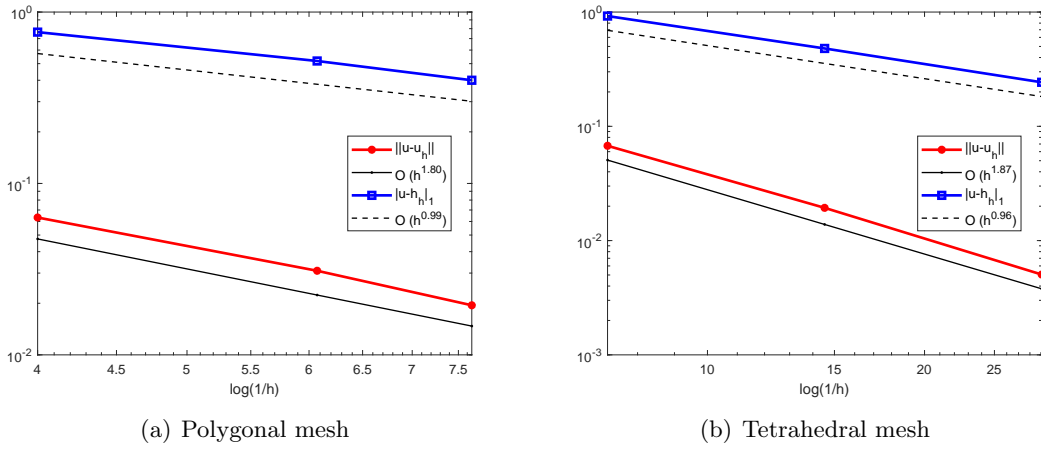 10^0
10^-1
10^-2
4 4.5 5 5.5 6 6.5 7 7.5
log(1/h)
||u-u_h||
O (h^1.80)
|u-h_h|_1
O (h^0.99)
(a) Polygonal mesh
10^0
10^-1
10^-2
10^-3
10 15 20 25
log(1/h)
||u-u_h||
O (h^1.87)
|u-h_h|_1
O (h^0.96)
(b) Tetrahedral mesh